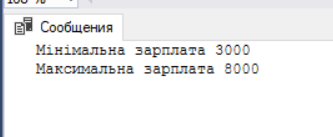 Сообщения
Мінімальна зарплата 3000
Максимальна зарплата 8000